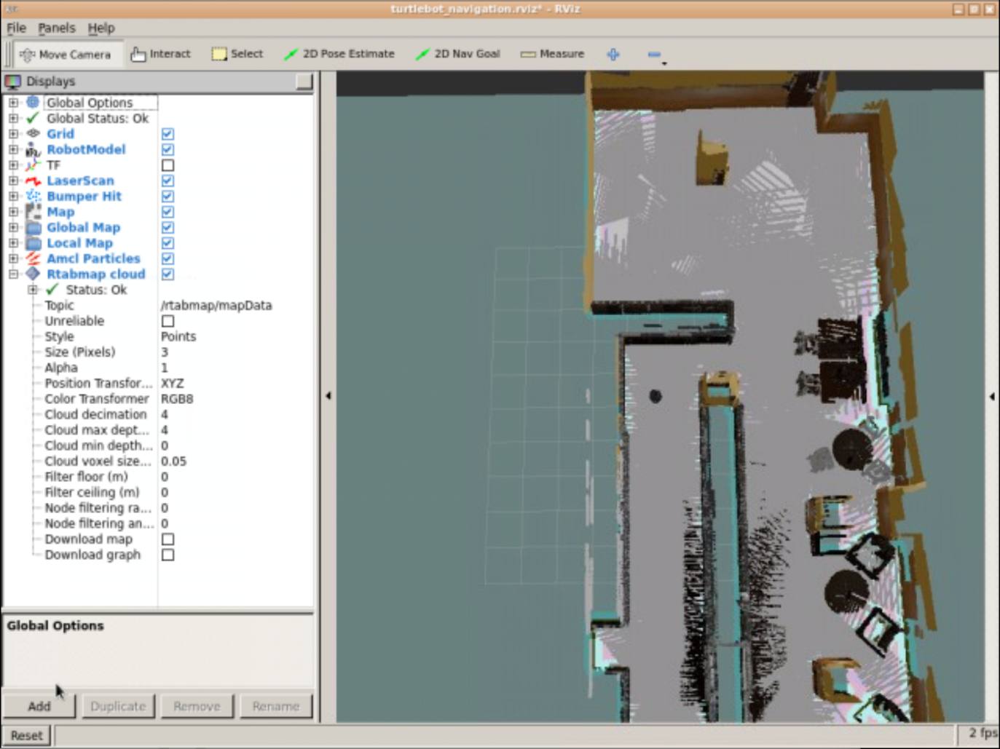 turtlebot_navigation.rviz* - RViz
File Panels Help
Move Camera Interact Select 2D Pose Estimate 2D Nav Goal Measure
Displays
Global Options
Global Status: Ok
Grid
RobotModel
TF
LaserScan
Bumper Hit
Map
Global Map
Local Map
Amcl Particles
Rtabmap cloud
Status: Ok
Topic /rtabmap/mapData
Unreliable
Style Points
Size (Pixels) 3
Alpha 1
Position Transfor... XYZ
Color Transformer RGB8
Cloud decimation 4
Cloud max dept... 4
Cloud min depth... 0
Cloud voxel size... 0.05
Filter floor (m) 0
Filter ceiling (m) 0
Node filtering ra... 0
Node filtering an... 0
Download map
Download graph
Global Options
Add Duplicate Remove Rename
Reset 2 fps